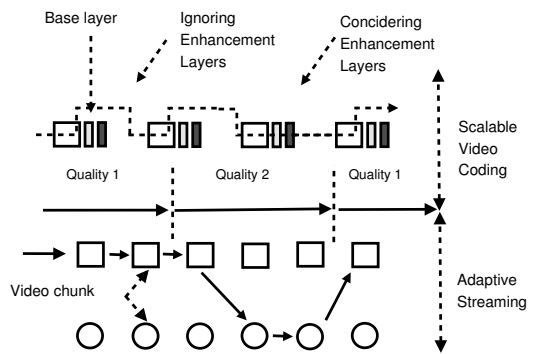 Base layer
Ignoring
Enhancement
Layers
Concidering
Enhancement
Layers
Scalable
Video
Coding
Quality 1
Quality 2
Quality 1
Video chunk
Adaptive
Streaming